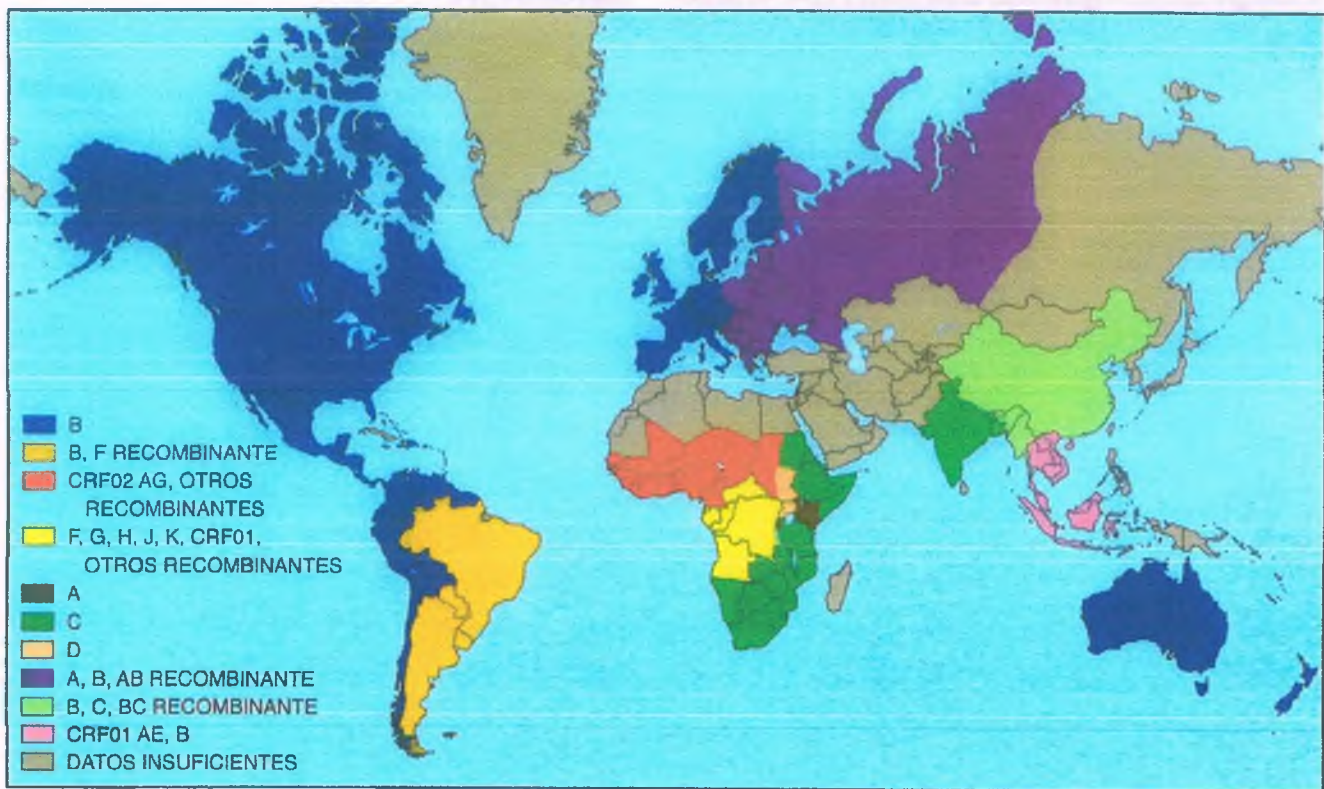 B
B, F RECOMBINANTE
CRF02 AG, OTROS
RECOMBINANTES
F, G, H, J, K, CRF01,
OTROS RECOMBINANTES
A
C
D
A, B, AB RECOMBINANTE
B, C, BC RECOMBINANTE
CRF01 AE, B
DATOS INSUFICIENTES